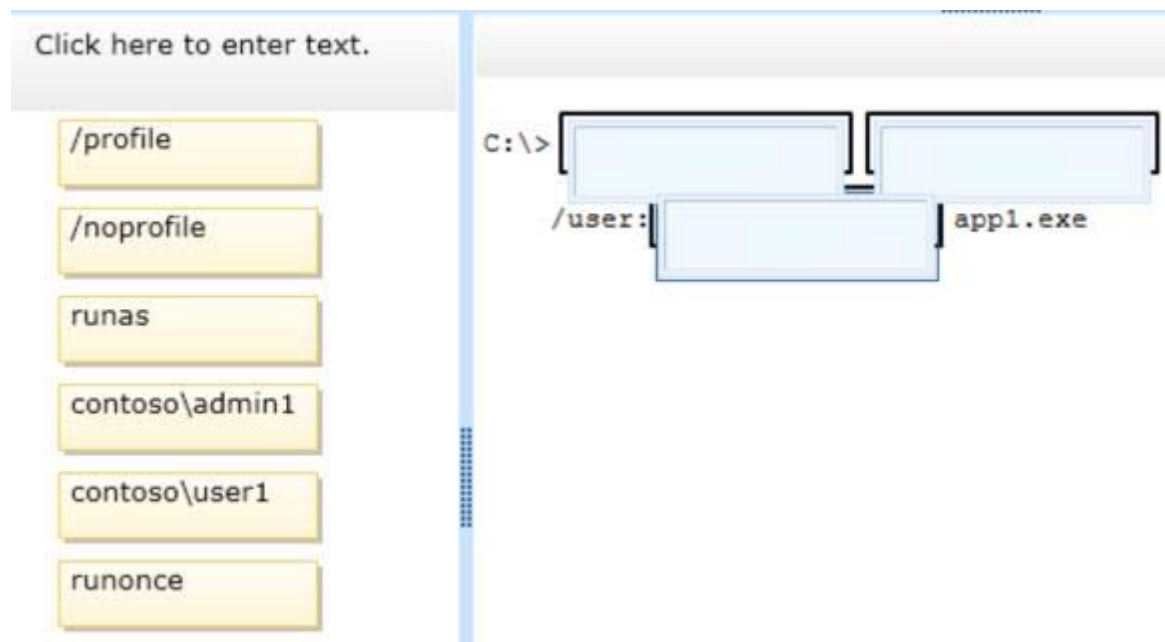 Click here to enter text.
/profile
/noprofile
runas
contoso\admin1
contoso\user1
runonce
C:\>
/user: app1.exe